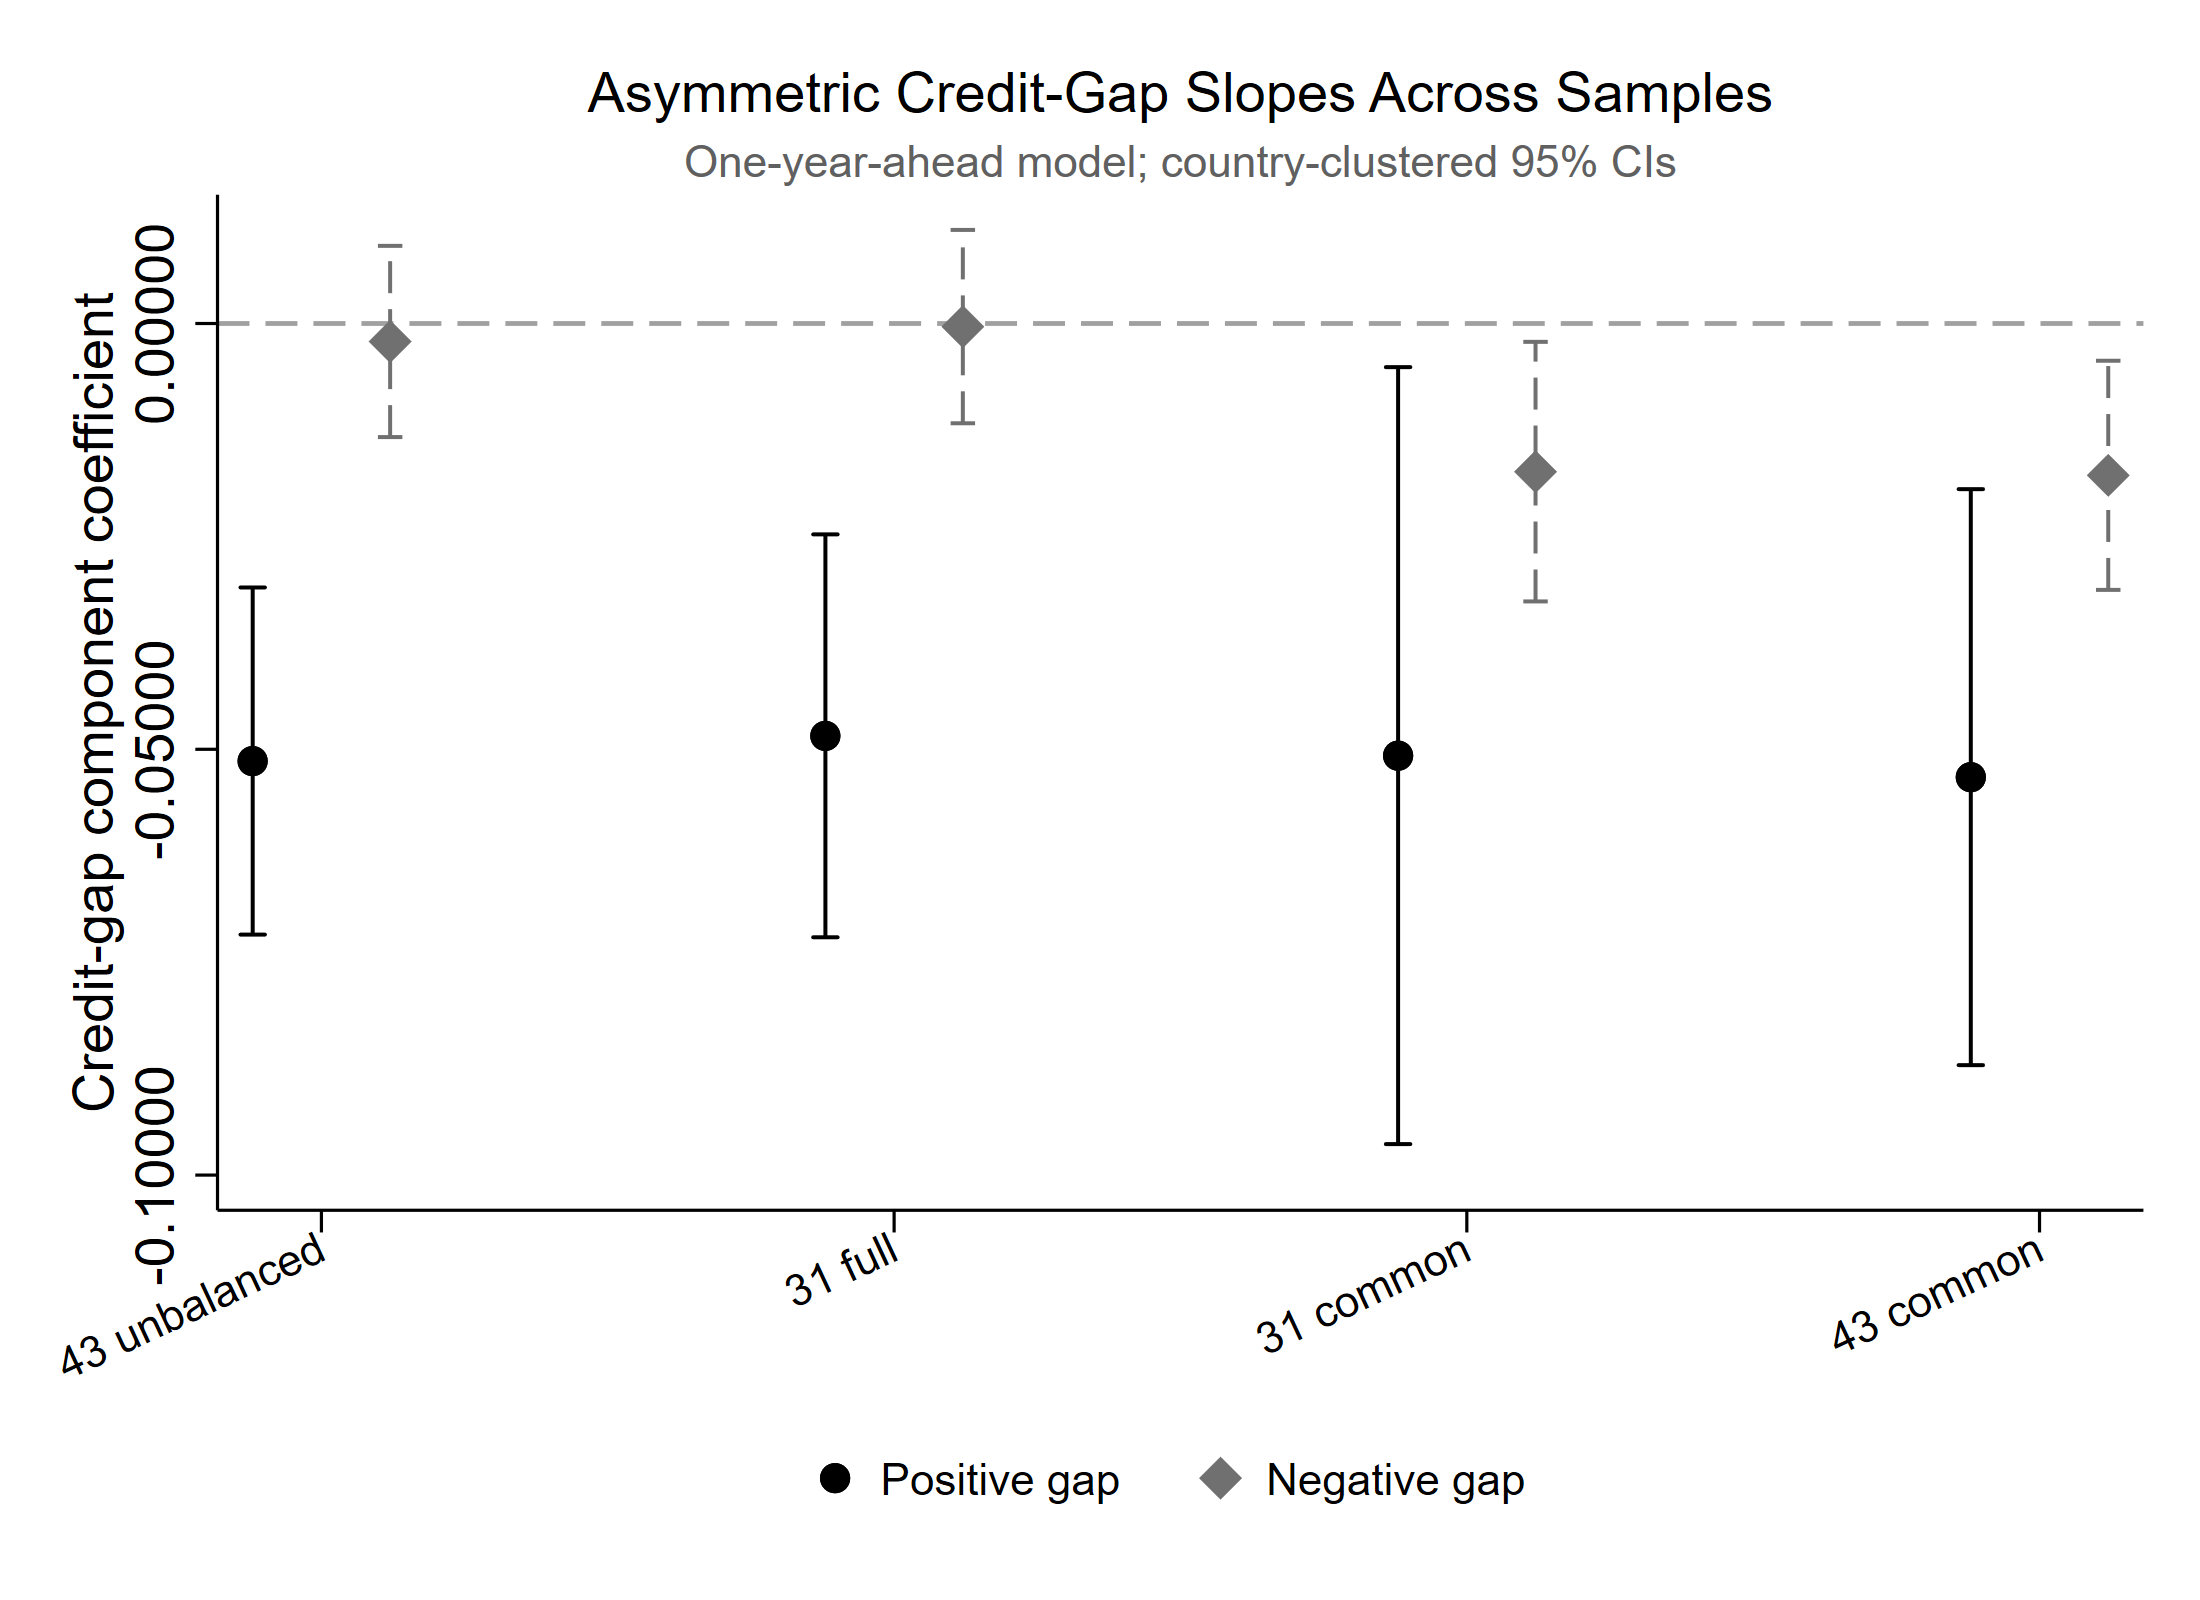 Asymmetric Credit-Gap Slopes Across Samples
One-year-ahead model; country-clustered 95% CIs
Credit-gap component coefficient
0.00000
-0.05000
-0.10000
43 unbalanced
31 full
31 common
43 common
Positive gap
Negative gap